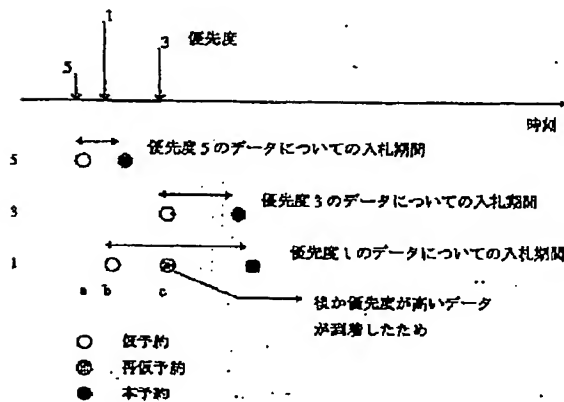 1
3 優先度
5
時刻
5 優先度5のデータについての入札期間
3 優先度3のデータについての入札期間
1 優先度1のデータについての入札期間
a b c
後か優先度が高いデータ
が到着したため
仮予約
再仮予約
本予約